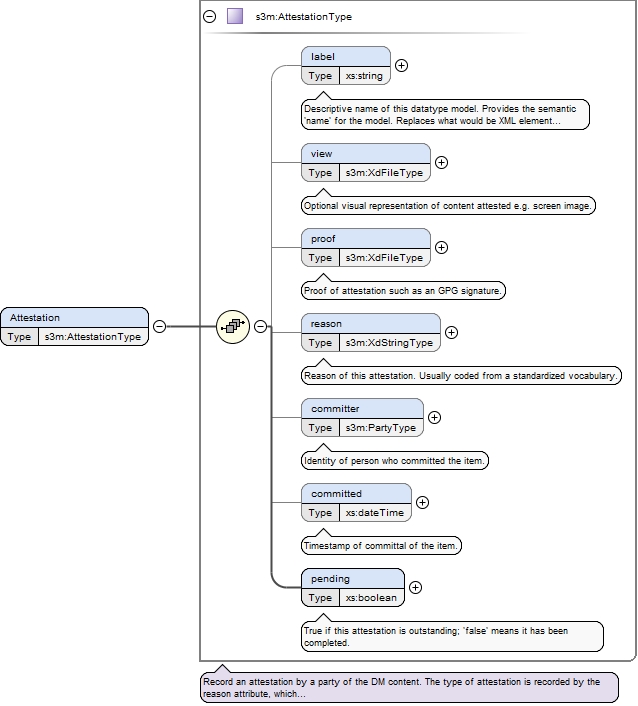 s3m:AttestationType
label
Type xs:string
Descriptive name of this datatype model. Provides the semantic
'name' for the model. Replaces what would be XML element...
view
Type s3m:XdFileType
Optional visual representation of content attested e.g. screen image.
proof
Type s3m:XdFileType
Proof of attestation such as an GPG signature.
Attestation
Type s3m:AttestationType
reason
Type s3m:XdStringType
Reason of this attestation. Usually coded from a standardized vocabulary.
committer
Type s3m:PartyType
Identity of person who committed the item.
committed
Type xs:dateTime
Timestamp of committal of the item.
pending
Type xs:boolean
True if this attestation is outstanding; 'false' means it has been
completed.
Record an attestation by a party of the DM content. The type of attestation is recorded by the
reason attribute, which...